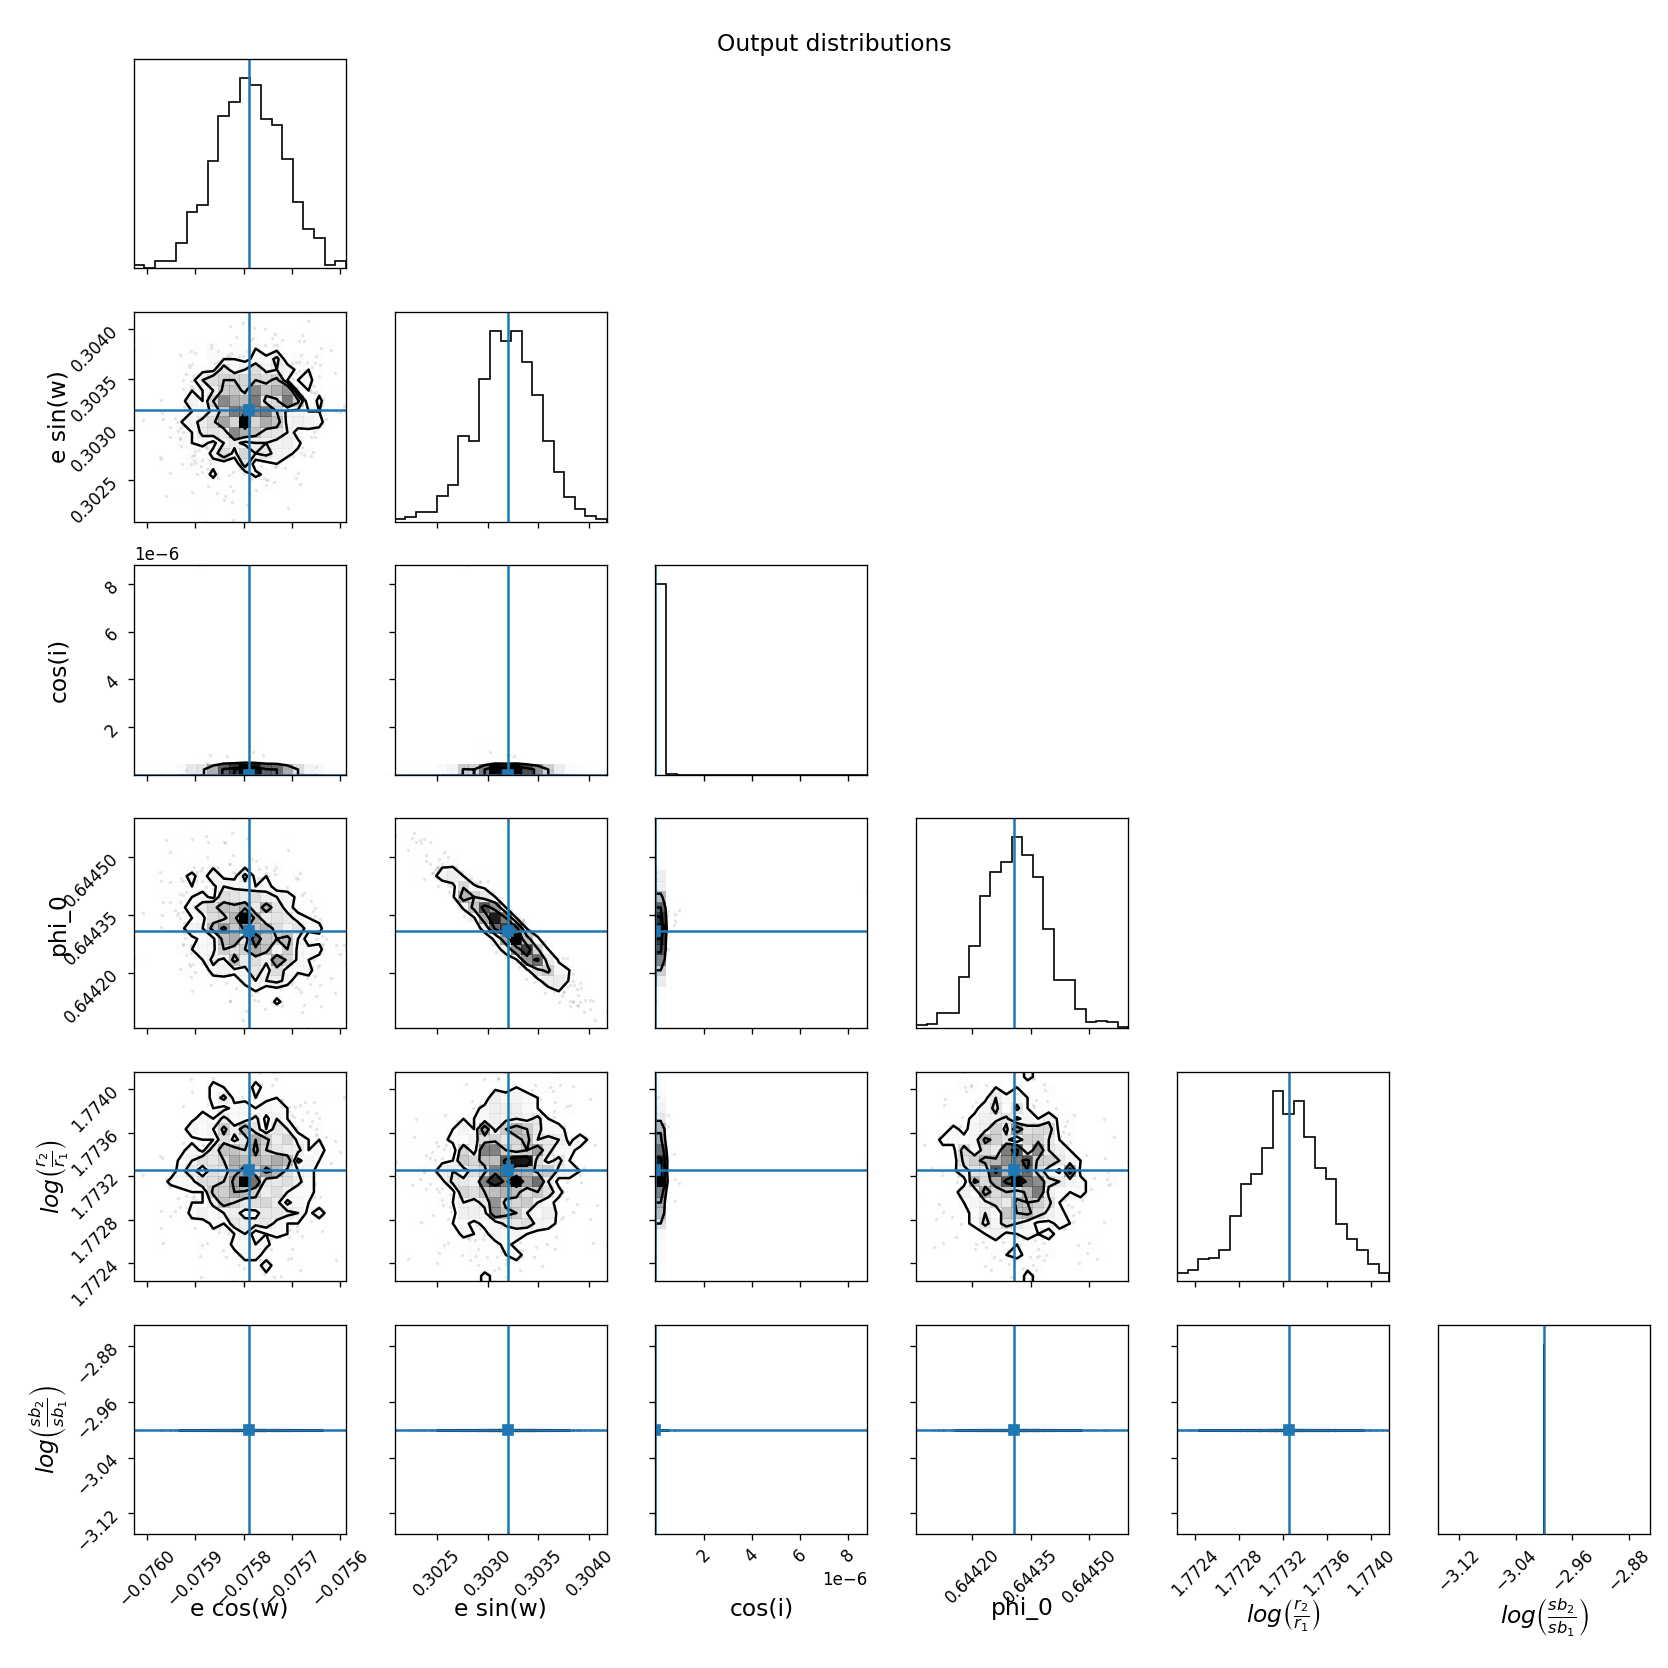 Output distributions
e sin(w)
0.3040
0.3035
0.3030
0.3025
1e−6
cos(i)
8
6
4
2
phi_0
0.64450
0.64435
0.64420
log(r₂/r₁)
1.7740
1.7736
1.7732
1.7728
1.7724
log(sb₂/sb₁)
−2.88
−2.96
−3.04
−3.12
−0.0760 −0.0759 −0.0758 −0.0757 −0.0756
e cos(w)
0.3025 0.3030 0.3035 0.3040
e sin(w)
2 4 6 8
1e−6
cos(i)
0.64420 0.64435 0.64450
phi_0
1.7724 1.7728 1.7732 1.7736 1.7740
log(r₂/r₁)
−3.12 −3.04 −2.96 −2.88
log(sb₂/sb₁)